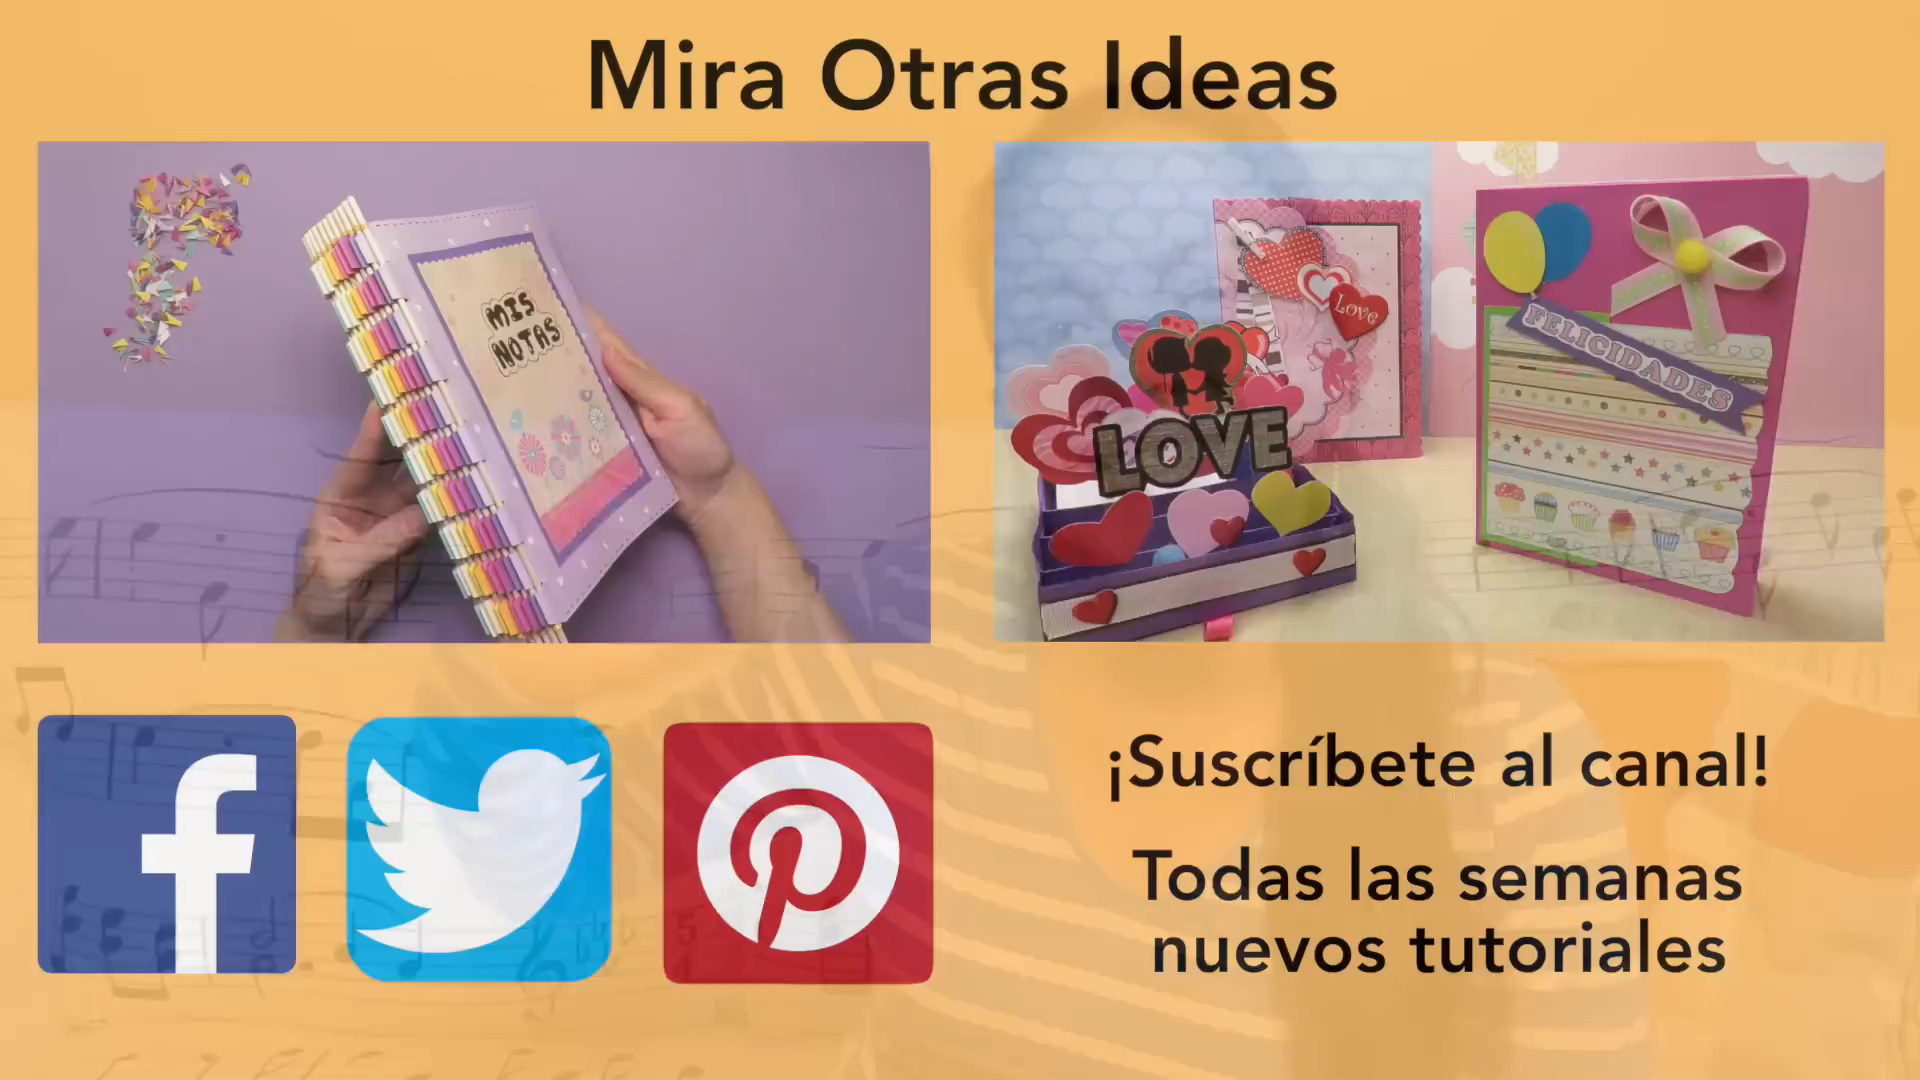 Mira Otras Ideas
MIS
NOTAS
Love
LOVE
FELICIDADES
¡Suscríbete al canal!
Todas las semanas
nuevos tutoriales